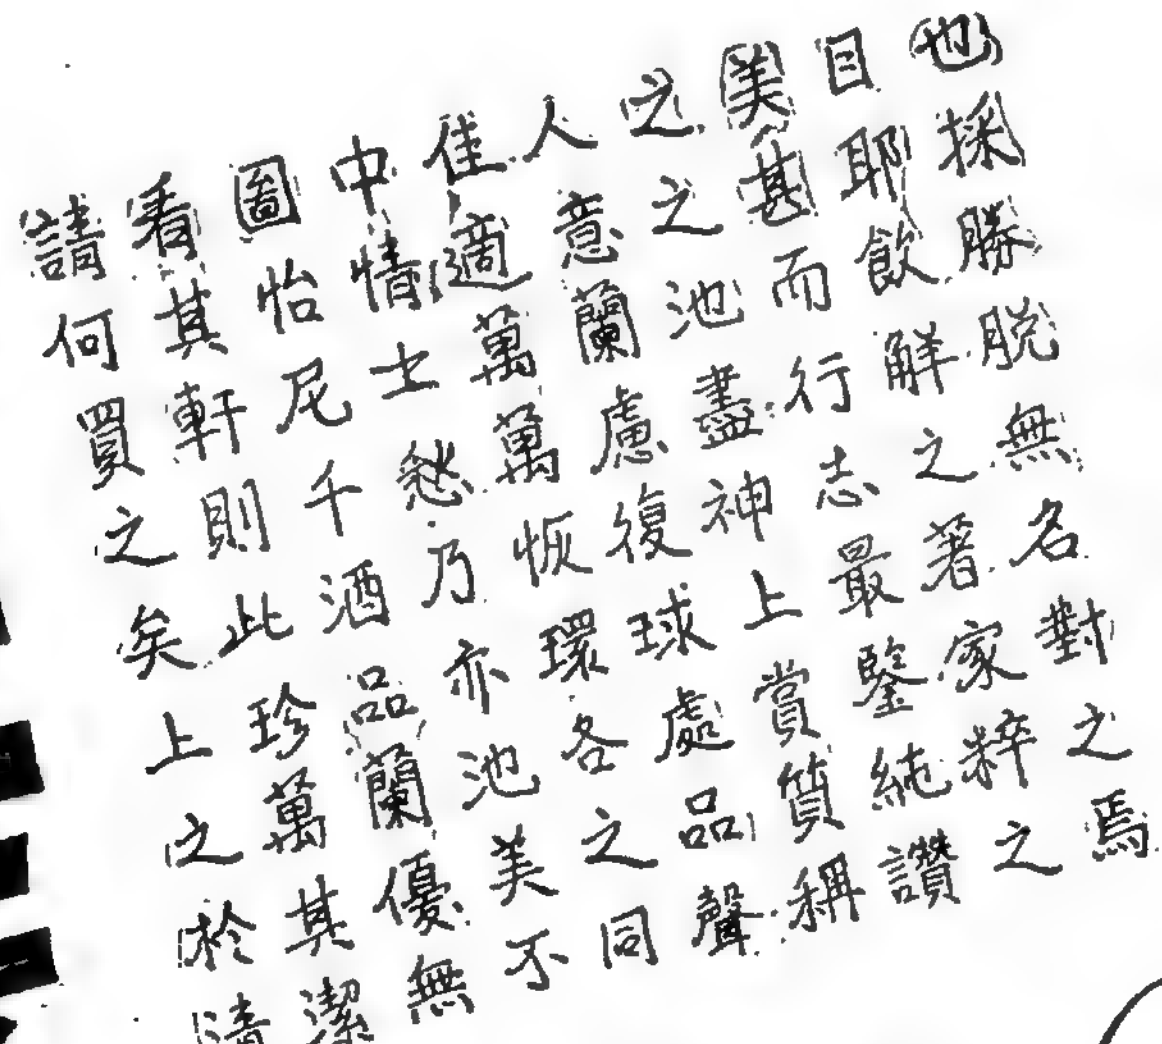 請看圖中佳人之美目也
何其怡情適意之甚耶採
買軒尼士萬蘭池而飲勝
之則千愁萬慮盡行解脫
矣此酒乃恢復神志之無
上珍品亦環球上最著名
之萬蘭池各處賞鑒家對
於其優美之品質純粹之
清潔無不同聲稱讚之焉